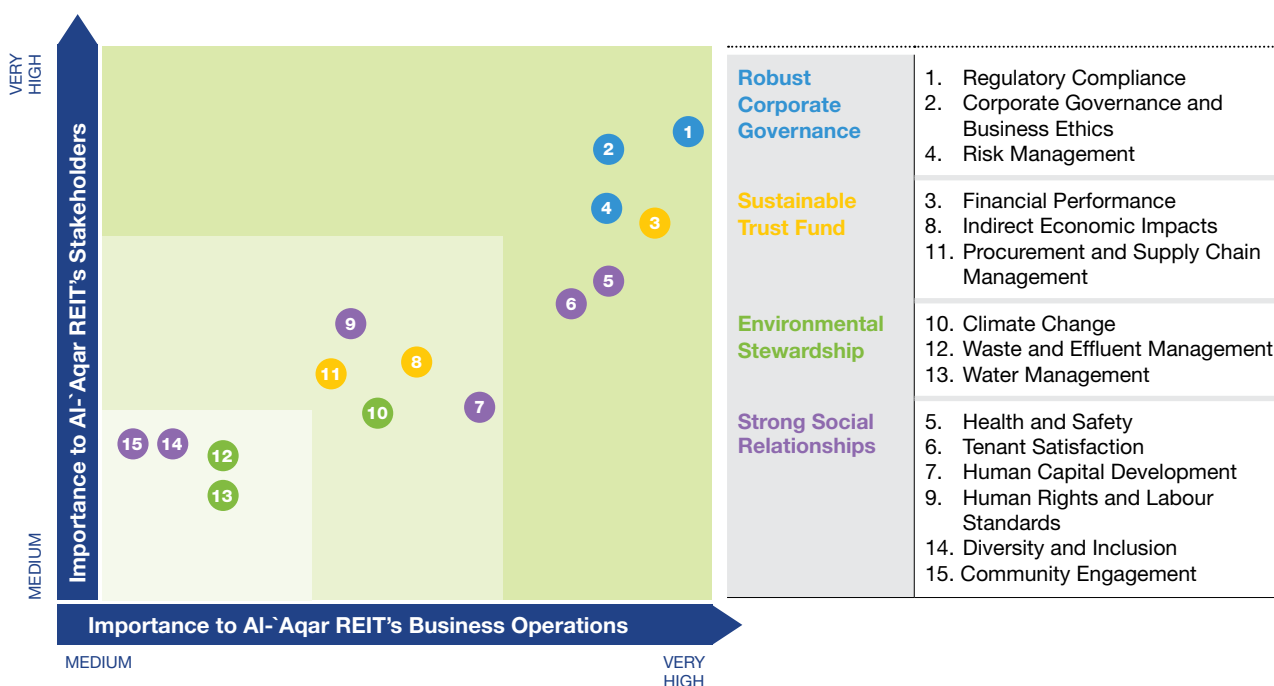 VERY
HIGH
Importance to Al-`Aqar REIT's Stakeholders
MEDIUM
1
2
4
3
5
6
9
8
11
10
7
15
14
12
13
Importance to Al-`Aqar REIT's Business Operations
MEDIUM
VERY
HIGH
Robust
Corporate
Governance
1. Regulatory Compliance
2. Corporate Governance and
Business Ethics
4. Risk Management
Sustainable
Trust Fund
3. Financial Performance
8. Indirect Economic Impacts
11. Procurement and Supply Chain
Management
Environmental
Stewardship
10. Climate Change
12. Waste and Effluent Management
13. Water Management
Strong Social
Relationships
5. Health and Safety
6. Tenant Satisfaction
7. Human Capital Development
9. Human Rights and Labour
Standards
14. Diversity and Inclusion
15. Community Engagement